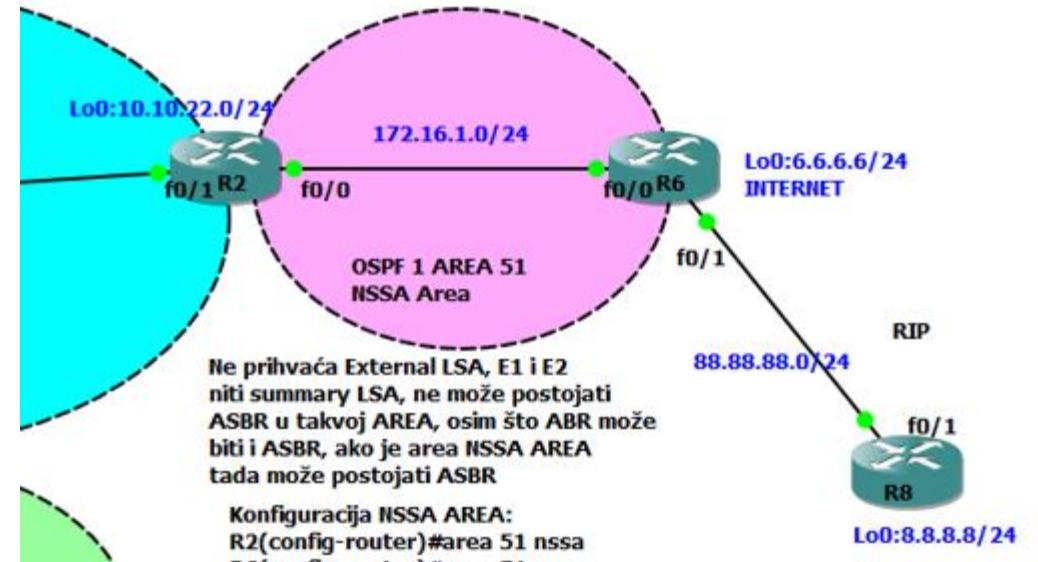 Lo0:10.10.22.0/24
172.16.1.0/24
Lo0:6.6.6.6/24
INTERNET
f0/1
R2
f0/0
f0/0
R6
f0/1
OSPF 1 AREA 51
NSSA Area
RIP
88.88.88.0/24
Ne prihvaća External LSA, E1 i E2
niti summary LSA, ne može postojati
ASBR u takvoj AREA, osim što ABR može
biti i ASBR, ako je area NSSA AREA
tada može postojati ASBR
f0/1
R8
Lo0:8.8.8.8/24
Konfiguracija NSSA AREA:
R2(config-router)#area 51 nssa